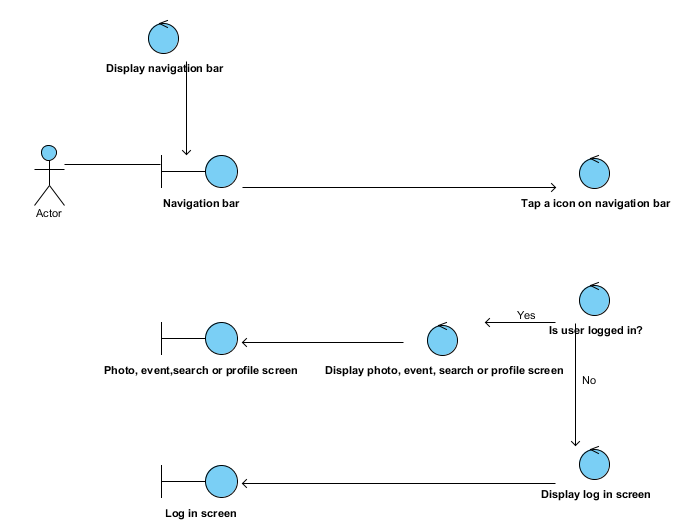 Display navigation bar
Actor
Navigation bar
Tap a icon on navigation bar
Yes
Is user logged in?
Photo, event,search or profile screen
Display photo, event, search or profile screen
No
Display log in screen
Log in screen